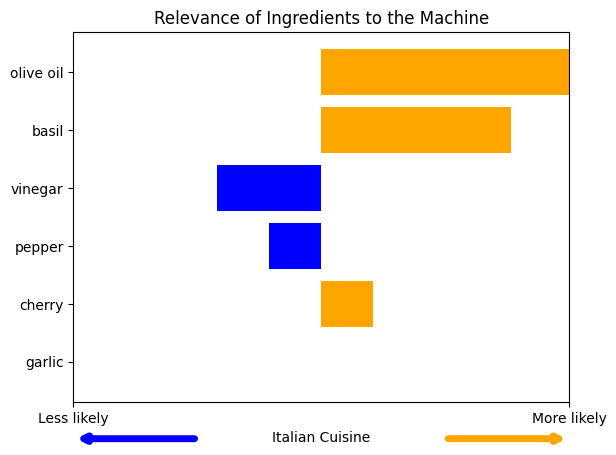 Relevance of Ingredients to the Machine
olive oil
basil
vinegar
pepper
cherry
garlic
Less likely
More likely
Italian Cuisine